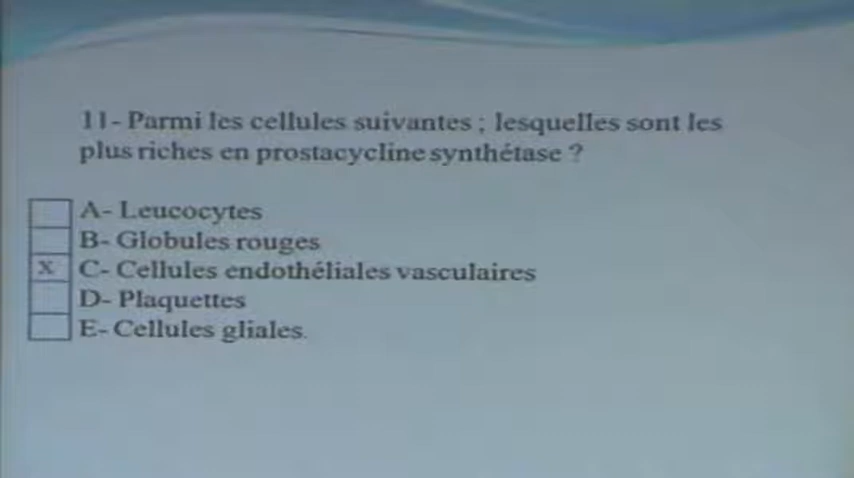 11- Parmi les cellules suivantes ; lesquelles sont les
plus riches en prostacycline synthétase ?
A- Leucocytes
B- Globules rouges
x C- Cellules endothéliales vasculaires
D- Plaquettes
E- Cellules gliales.